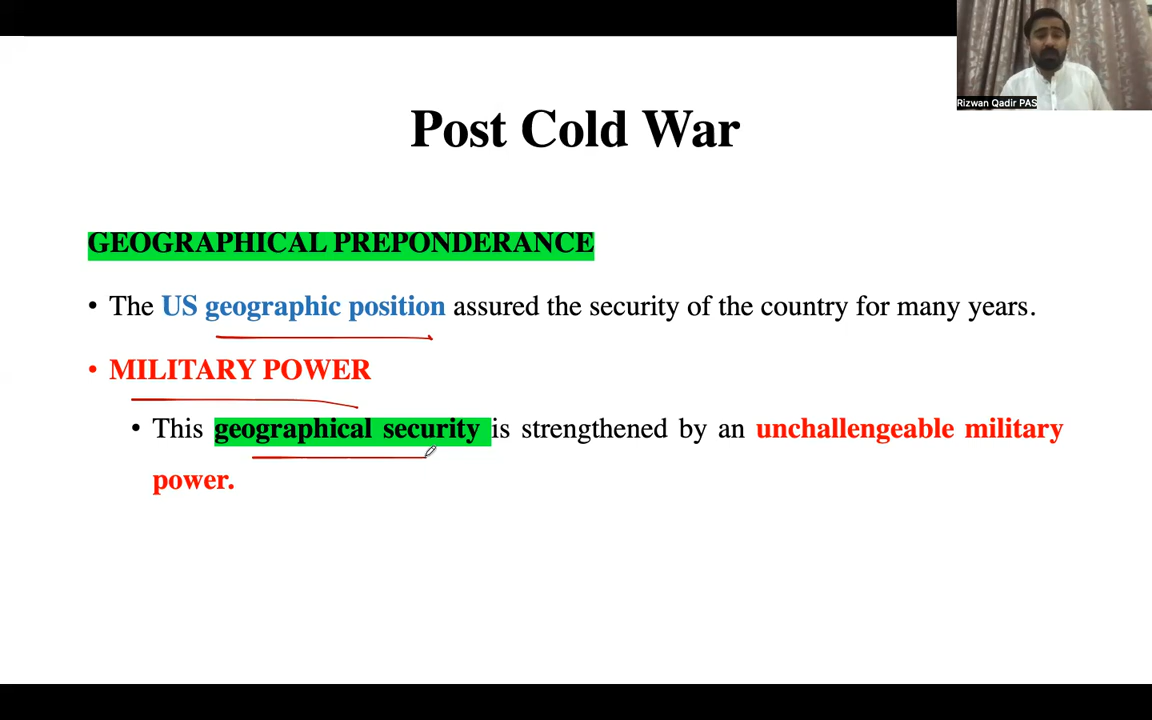 Rizwan Qadir PAS
Post Cold War
GEOGRAPHICAL PREPONDERANCE
• The US geographic position assured the security of the country for many years.
• MILITARY POWER
• This geographical security is strengthened by an unchallengeable military
power.